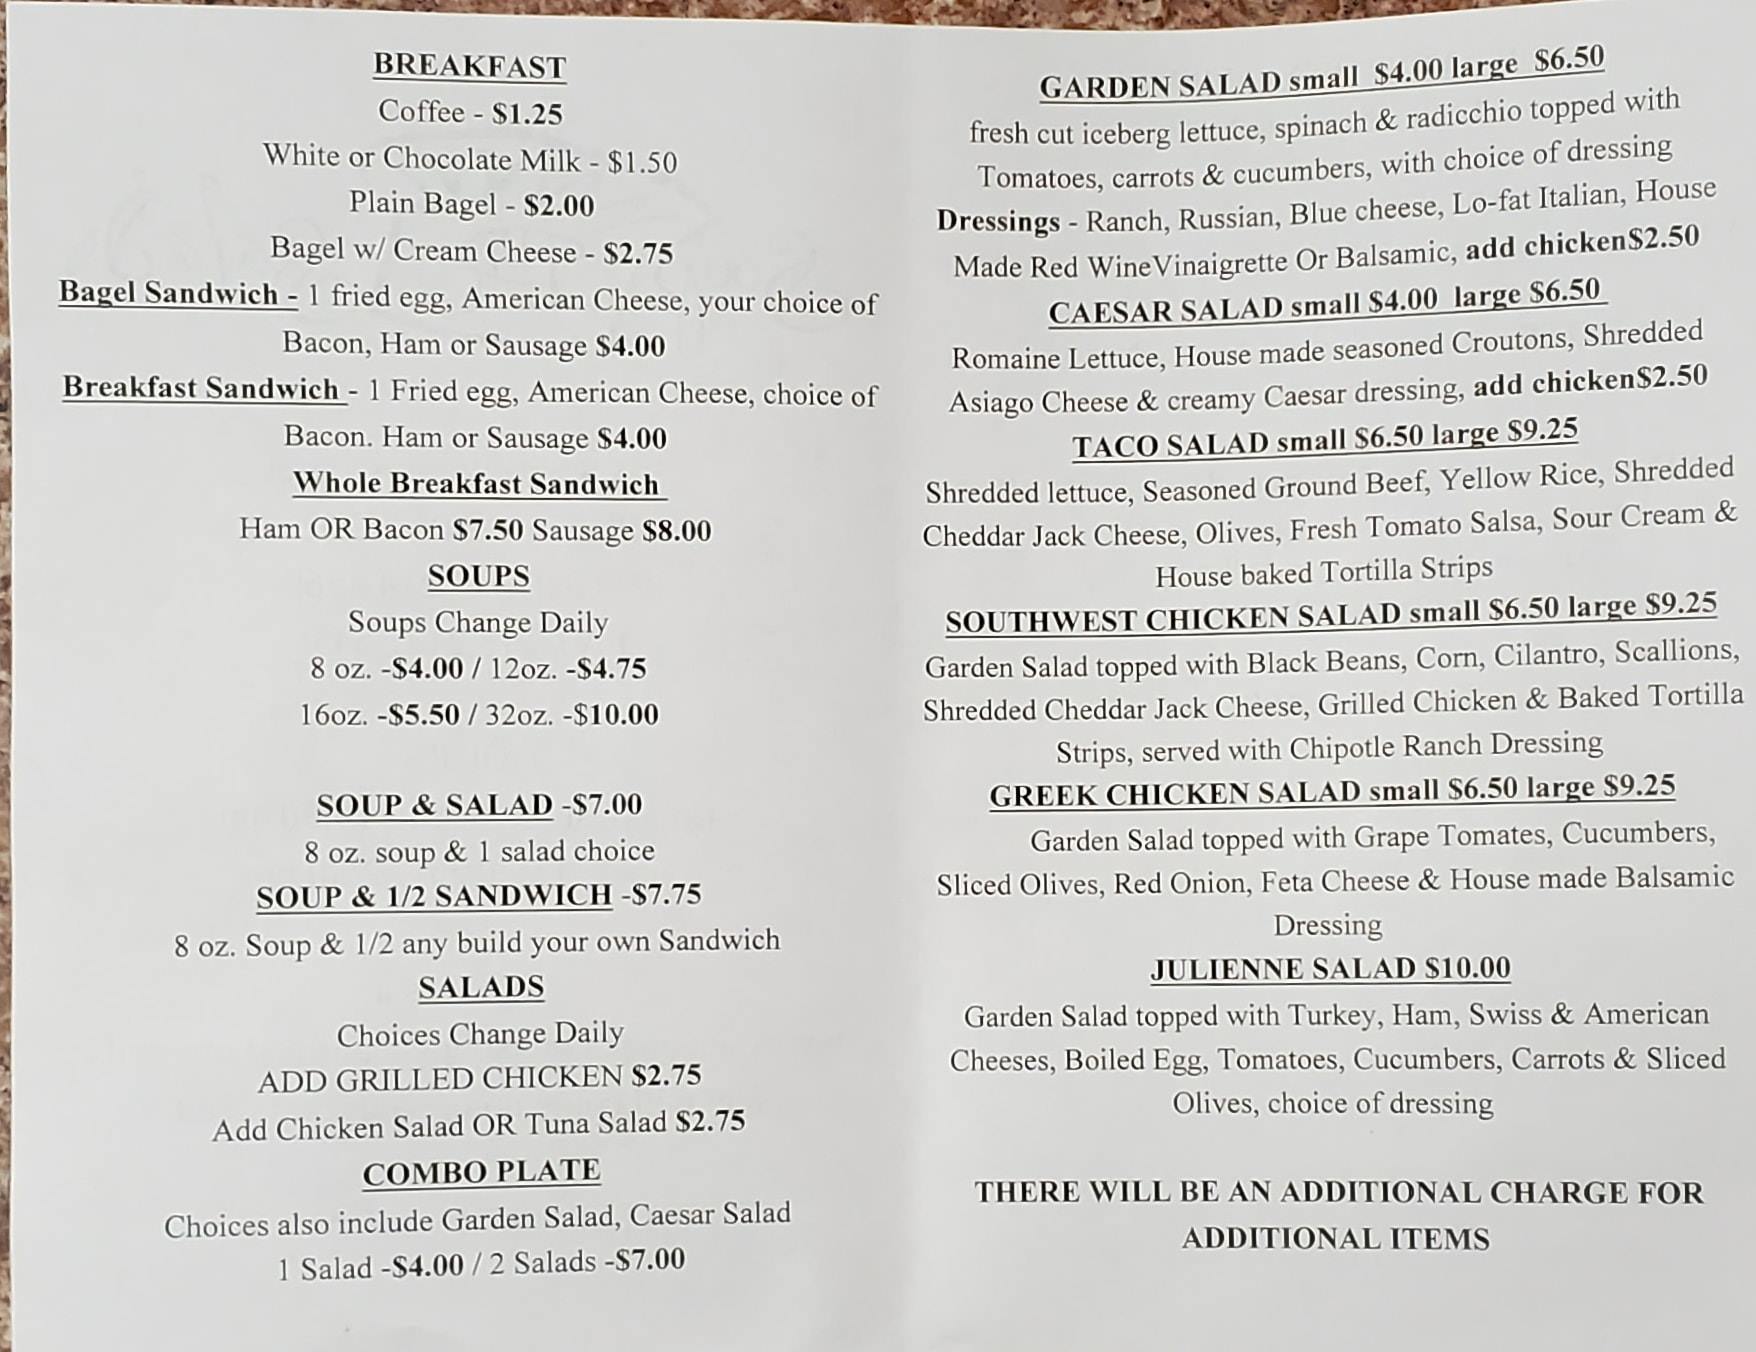 BREAKFAST
Coffee - $1.25
White or Chocolate Milk - $1.50
Plain Bagel - $2.00
Bagel w/ Cream Cheese - $2.75
Bagel Sandwich - 1 fried egg, American Cheese, your choice of
Bacon, Ham or Sausage $4.00
Breakfast Sandwich - 1 Fried egg, American Cheese, choice of
Bacon. Ham or Sausage $4.00
Whole Breakfast Sandwich
Ham OR Bacon $7.50 Sausage $8.00
SOUPS
Soups Change Daily
8 oz. -$4.00 / 12oz. -$4.75
16oz. -$5.50 / 32oz. -$10.00
SOUP & SALAD -$7.00
8 oz. soup & 1 salad choice
SOUP & 1/2 SANDWICH -$7.75
8 oz. Soup & 1/2 any build your own Sandwich
SALADS
Choices Change Daily
ADD GRILLED CHICKEN $2.75
Add Chicken Salad OR Tuna Salad $2.75
COMBO PLATE
Choices also include Garden Salad, Caesar Salad
1 Salad -$4.00 / 2 Salads -$7.00
GARDEN SALAD small $4.00 large $6.50
fresh cut iceberg lettuce, spinach & radicchio topped with
Tomatoes, carrots & cucumbers, with choice of dressing
Dressings - Ranch, Russian, Blue cheese, Lo-fat Italian, House
Made Red WineVinaigrette Or Balsamic, add chicken$2.50
CAESAR SALAD small $4.00 large $6.50
Romaine Lettuce, House made seasoned Croutons, Shredded
Asiago Cheese & creamy Caesar dressing, add chicken$2.50
TACO SALAD small $6.50 large $9.25
Shredded lettuce, Seasoned Ground Beef, Yellow Rice, Shredded
Cheddar Jack Cheese, Olives, Fresh Tomato Salsa, Sour Cream &
House baked Tortilla Strips
SOUTHWEST CHICKEN SALAD small $6.50 large $9.25
Garden Salad topped with Black Beans, Corn, Cilantro, Scallions,
Shredded Cheddar Jack Cheese, Grilled Chicken & Baked Tortilla
Strips, served with Chipotle Ranch Dressing
GREEK CHICKEN SALAD small $6.50 large $9.25
Garden Salad topped with Grape Tomates, Cucumbers,
Sliced Olives, Red Onion, Feta Cheese & House made Balsamic
Dressing
JULIENNE SALAD $10.00
Garden Salad topped with Turkey, Ham, Swiss & American
Cheeses, Boiled Egg, Tomatoes, Cucumbers, Carrots & Sliced
Olives, choice of dressing
THERE WILL BE AN ADDITIONAL CHARGE FOR
ADDITIONAL ITEMS